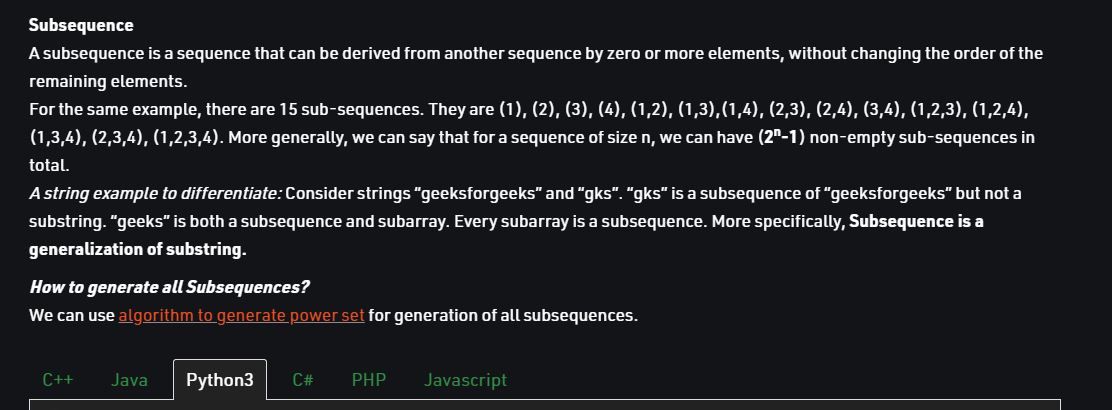 Subsequence
A subsequence is a sequence that can be derived from another sequence by zero or more elements, without changing the order of the
remaining elements.
For the same example, there are 15 sub-sequences. They are (1), (2), (3), (4), (1,2), (1,3),(1,4), (2,3), (2,4), (3,4), (1,2,3), (1,2,4),
(1,3,4), (2,3,4), (1,2,3,4). More generally, we can say that for a sequence of size n, we can have (2ⁿ-1) non-empty sub-sequences in
total.
A string example to differentiate: Consider strings “geeksforgeeks” and “gks”. “gks” is a subsequence of “geeksforgeeks” but not a
substring. “geeks” is both a subsequence and subarray. Every subarray is a subsequence. More specifically, Subsequence is a
generalization of substring.
How to generate all Subsequences?
We can use algorithm to generate power set for generation of all subsequences.
C++ Java Python3 C# PHP Javascript